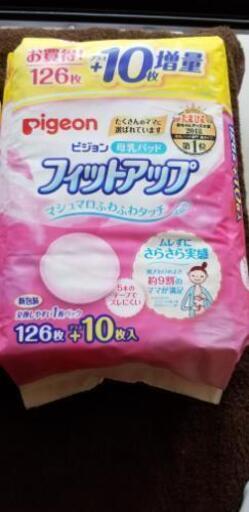 お買得!
126枚+10枚増量
pigeon
たくさんのママに
選ばれています
2015
第1位
ピジョン 母乳パッド
フィットアップ
マシュマロふわふわタッチ
ムレずに
さらさら実感
約9割の
ママが満足
5本の
テープで
ズレにくい
個包装
126枚+10枚入